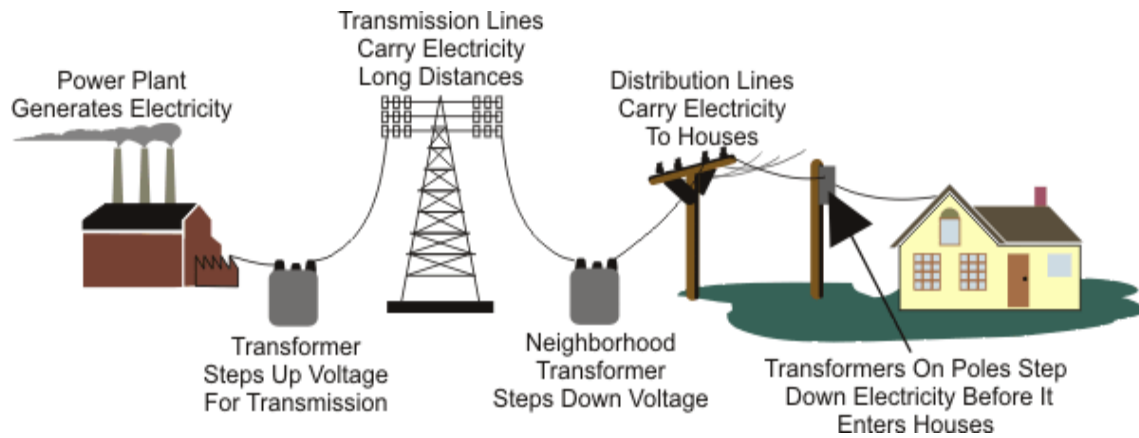 Power Plant
Generates Electricity
Transmission Lines
Carry Electricity
Long Distances
Distribution Lines
Carry Electricity
To Houses
Transformer
Steps Up Voltage
For Transmission
Neighborhood
Transformer
Steps Down Voltage
Transformers On Poles Step
Down Electricity Before It
Enters Houses